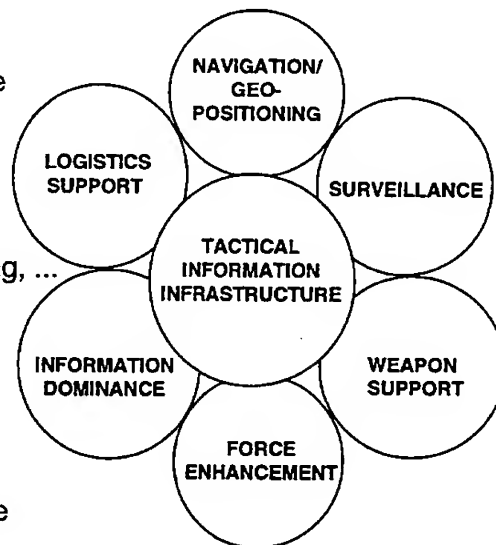 NAVIGATION/
GEO-
POSITIONING
LOGISTICS
SUPPORT
SURVEILLANCE
TACTICAL
INFORMATION
INFRASTRUCTURE
g, ...
INFORMATION
DOMINANCE
WEAPON
SUPPORT
FORCE
ENHANCEMENT
e